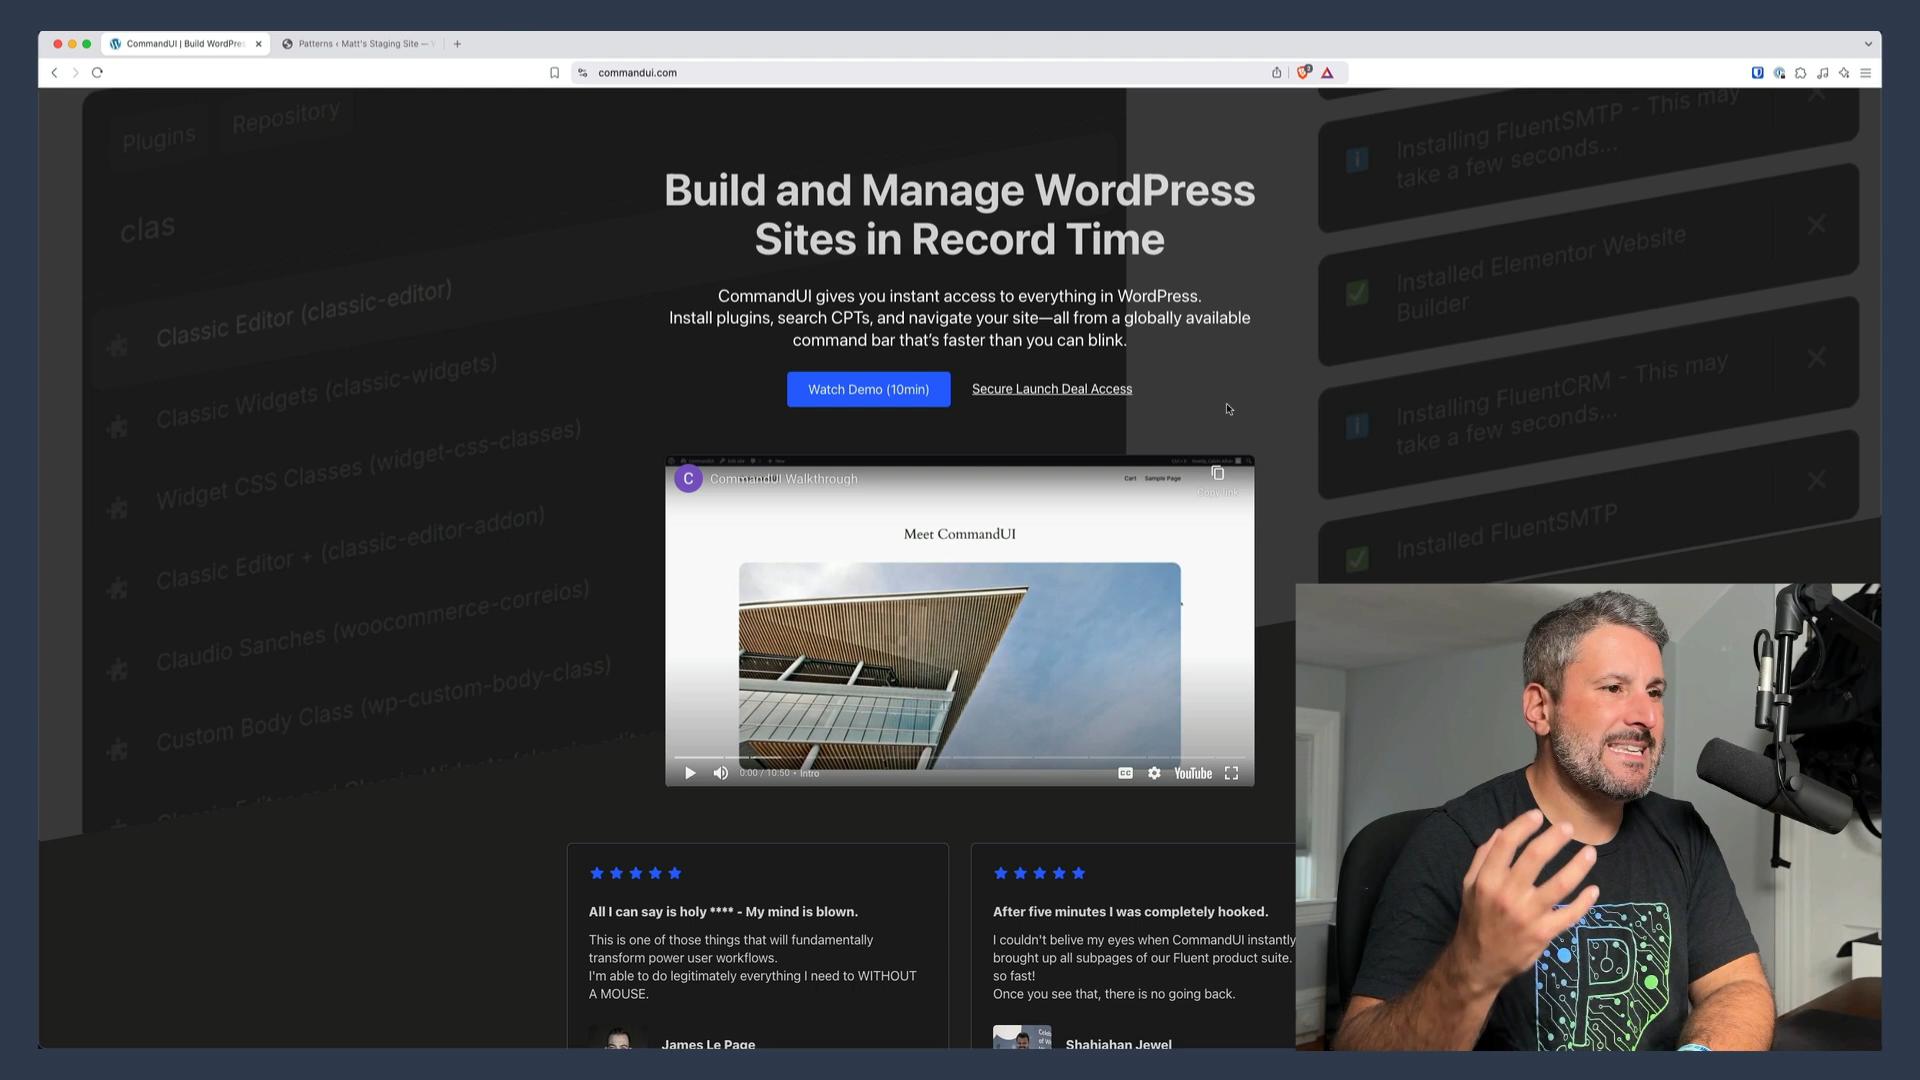 CommandUI | Build WordPres
Patterns ‹ Matt's Staging Site —
commandui.com
Plugins
Repository
clas
Classic Editor (classic-editor)
Classic Widgets (classic-widgets)
Widget CSS Classes (widget-css-classes)
Classic Editor + (classic-editor-addon)
Claudio Sanches (woocommerce-correios)
Custom Body Class (wp-custom-body-class)
Build and Manage WordPress
Sites in Record Time
CommandUI gives you instant access to everything in WordPress.
Install plugins, search CPTs, and navigate your site—all from a globally available
command bar that's faster than you can blink.
Watch Demo (10min)
Secure Launch Deal Access
Installing FluentSMTP - This may
take a few seconds...
Installed Elementor Website
Builder
Installing FluentCRM - This may
take a few seconds...
Installed FluentSMTP
C
CommandUI Walkthrough
Cart Sample Page
Copy link
Meet CommandUI
0:00 / 10:50 • Intro
CC
YouTube
All I can say is holy **** - My mind is blown.
This is one of those things that will fundamentally
transform power user workflows.
I'm able to do legitimately everything I need to WITHOUT
A MOUSE.
James Le Page
After five minutes I was completely hooked.
I couldn't belive my eyes when CommandUI instantly
brought up all subpages of our Fluent product suite.
so fast!
Once you see that, there is no going back.
Shahjahan Jewel
P